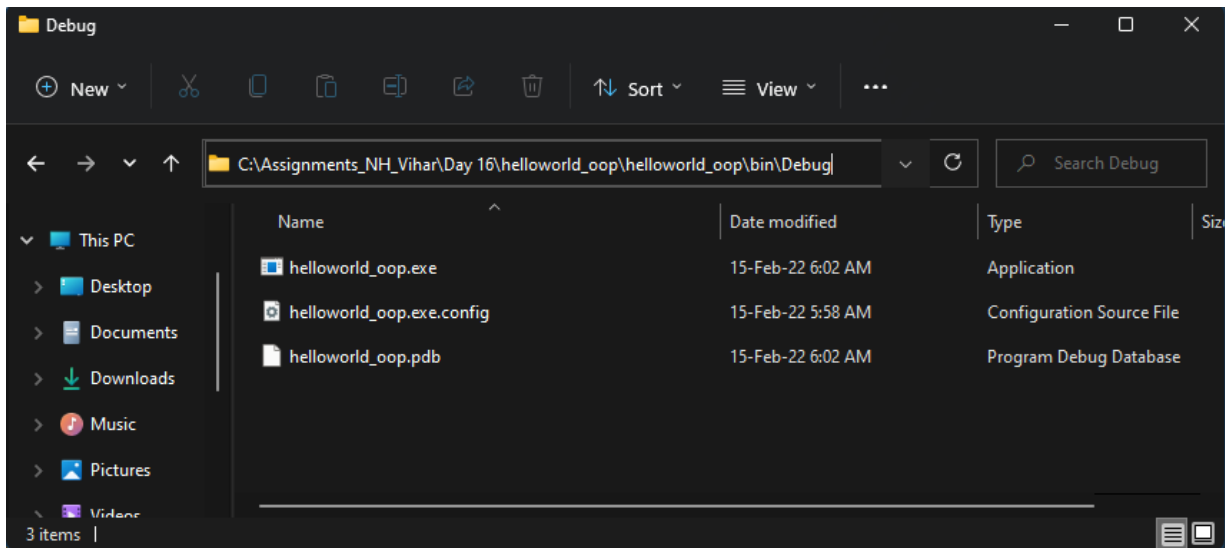 Debug
New
Sort
View
C:\Assignments_NH_Vihar\Day 16\helloworld_oop\helloworld_oop\bin\Debug
Search Debug
Name Date modified Type Siz
This PC
Desktop
Documents
Downloads
Music
Pictures
Videos
helloworld_oop.exe 15-Feb-22 6:02 AM Application
helloworld_oop.exe.config 15-Feb-22 5:58 AM Configuration Source File
helloworld_oop.pdb 15-Feb-22 6:02 AM Program Debug Database
3 items